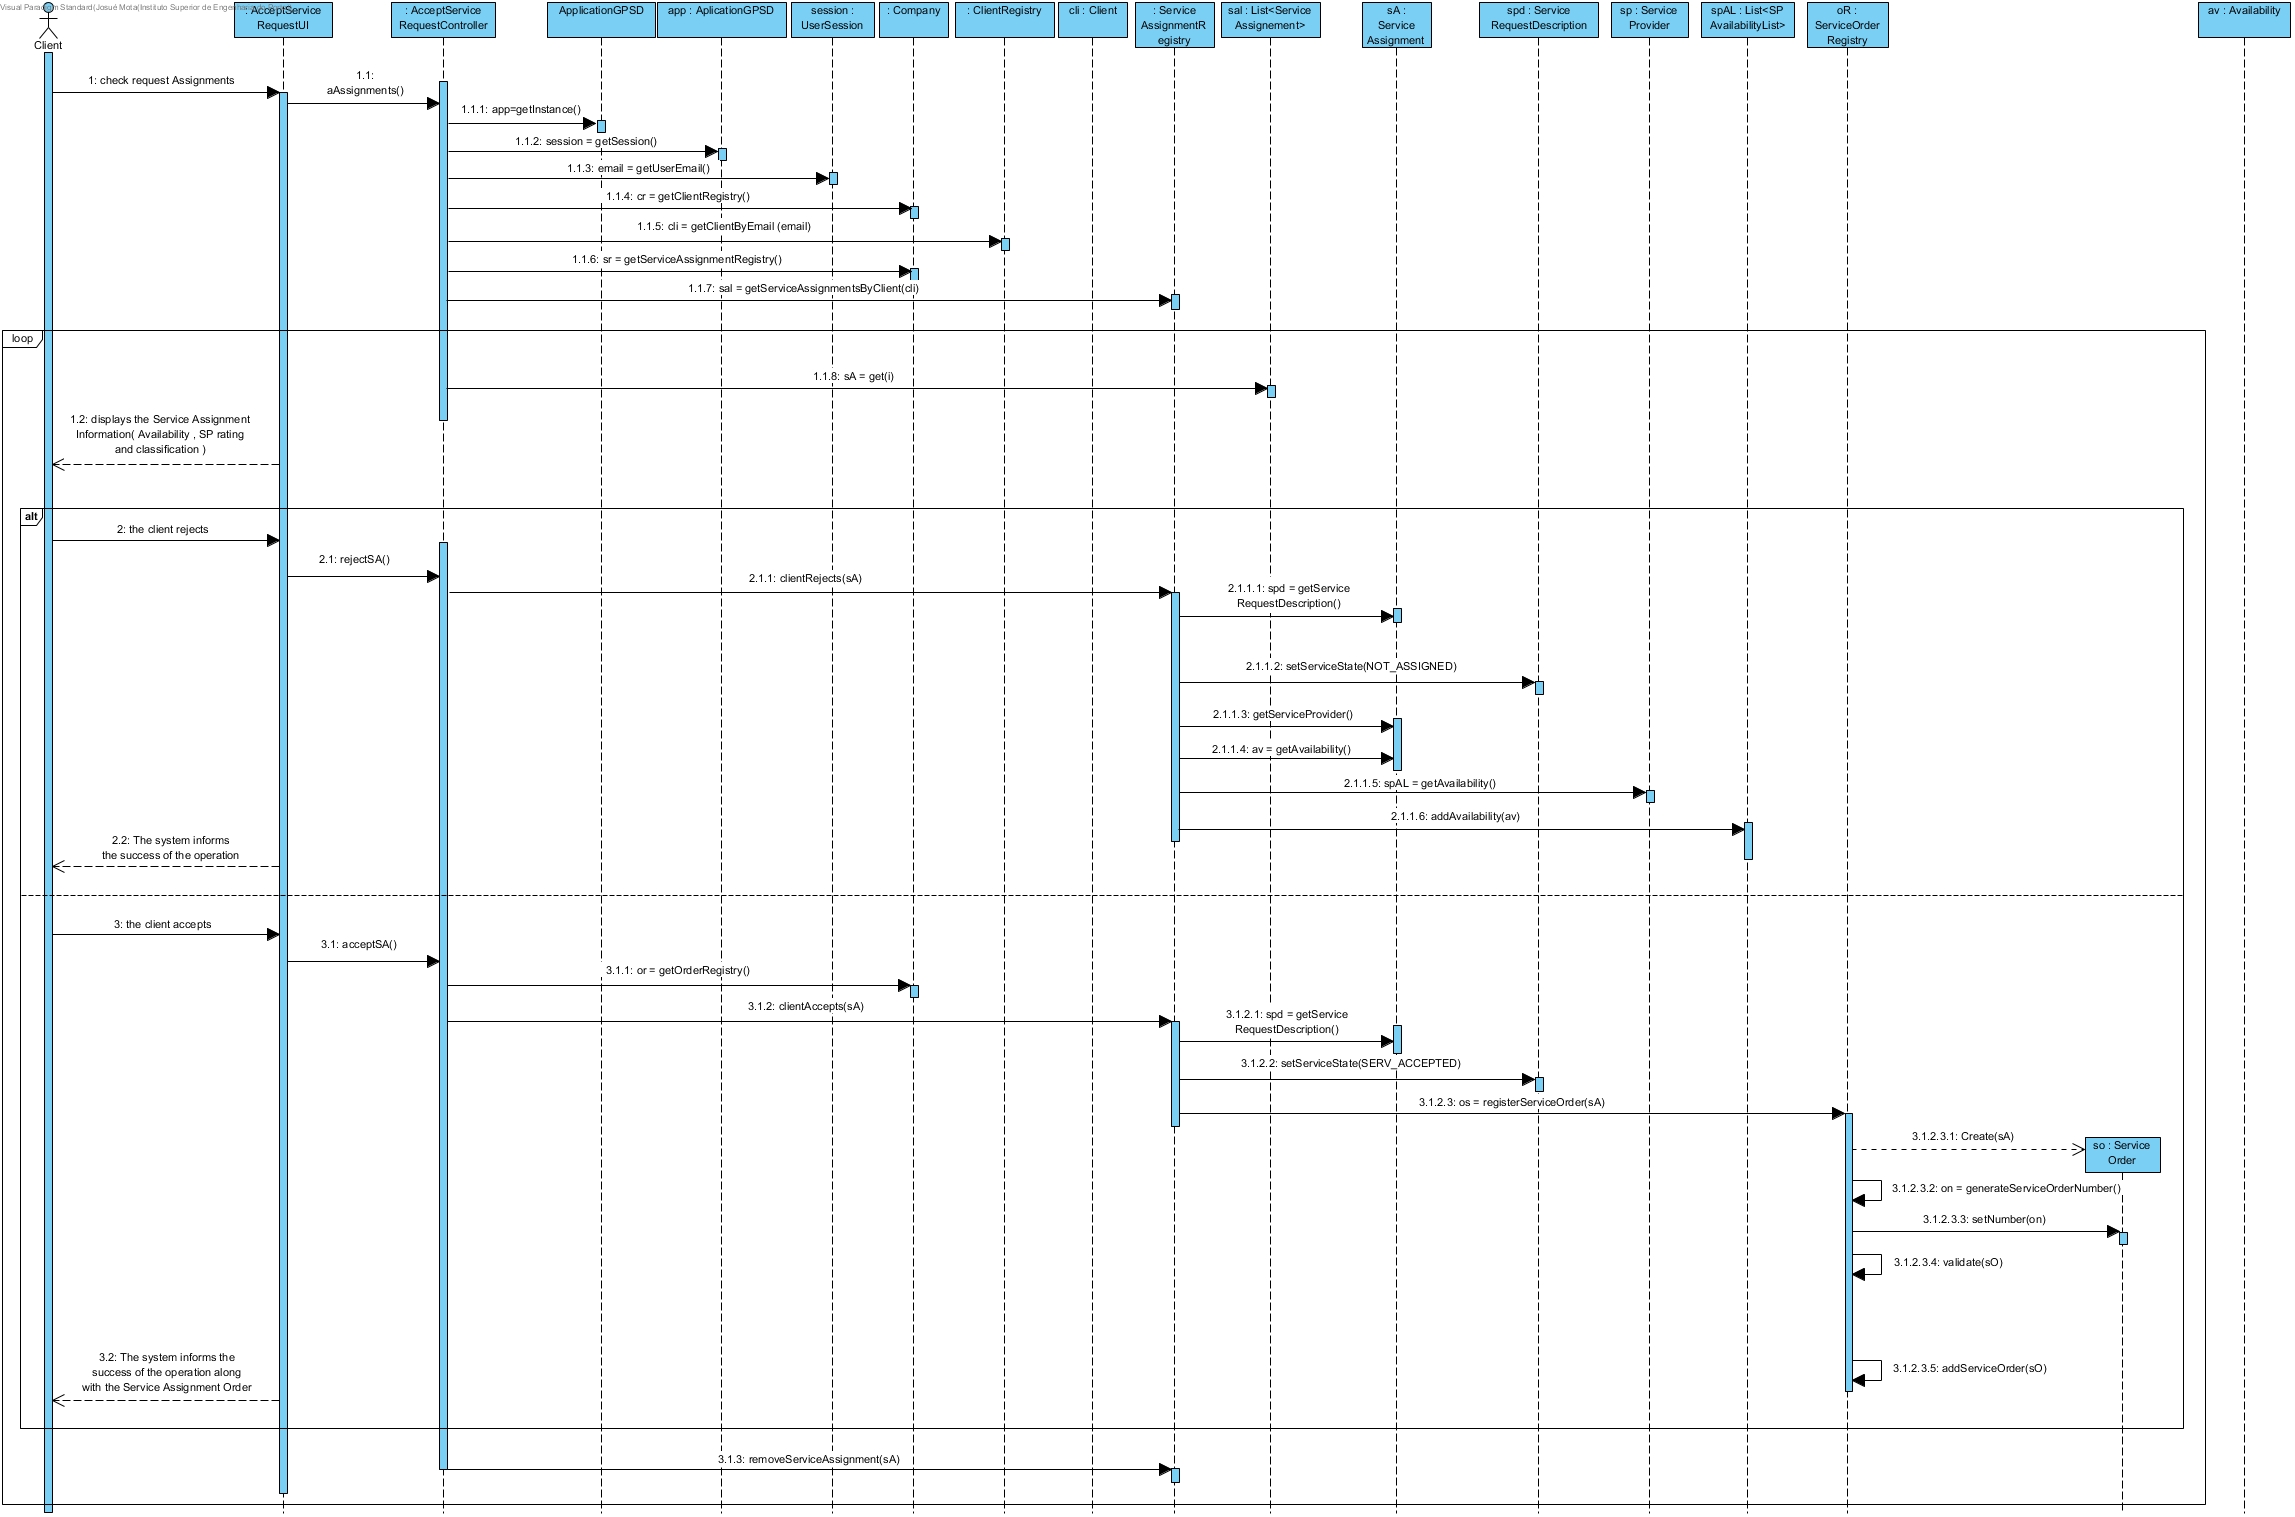 Visual Paradigm Standard(Josué Mota(Instituto Superior de Engenharia do Porto))
Client
: AcceptService
RequestUI
: AcceptService
RequestController
ApplicationGPSD
app : AplicationGPSD
session :
UserSession
: Company
: ClientRegistry
cli : Client
: Service
AssignmentR
egistry
sal : List<Service
Assignement>
sA :
Service
Assignment
spd : Service
RequestDescription
sp : Service
Provider
spAL : List<SP
AvailabilityList>
oR :
ServiceOrder
Registry
av : Availability
1: check request Assignments
1.1:
aAssignments()
1.1.1: app=getInstance()
1.1.2: session = getSession()
1.1.3: email = getUserEmail()
1.1.4: cr = getClientRegistry()
1.1.5: cli = getClientByEmail (email)
1.1.6: sr = getServiceAssignmentRegistry()
1.1.7: sal = getServiceAssignmentsByClient(cli)
loop
1.1.8: sA = get(i)
1.2: displays the Service Assignment
Information( Availability , SP rating
and classification )
alt
2: the client rejects
2.1: rejectSA()
2.1.1: clientRejects(sA)
2.1.1.1: spd = getService
RequestDescription()
2.1.1.2: setServiceState(NOT_ASSIGNED)
2.1.1.3: getServiceProvider()
2.1.1.4: av = getAvailability()
2.1.1.5: spAL = getAvailability()
2.1.1.6: addAvailability(av)
2.2: The system informs
the success of the operation
3: the client accepts
3.1: acceptSA()
3.1.1: or = getOrderRegistry()
3.1.2: clientAccepts(sA)
3.1.2.1: spd = getService
RequestDescription()
3.1.2.2: setServiceState(SERV_ACCEPTED)
3.1.2.3: os = registerServiceOrder(sA)
3.1.2.3.1: Create(sA)
so : Service
Order
3.1.2.3.2: on = generateServiceOrderNumber()
3.1.2.3.3: setNumber(on)
3.1.2.3.4: validate(sO)
3.1.2.3.5: addServiceOrder(sO)
3.2: The system informs the
success of the operation along
with the Service Assignment Order
3.1.3: removeServiceAssignment(sA)